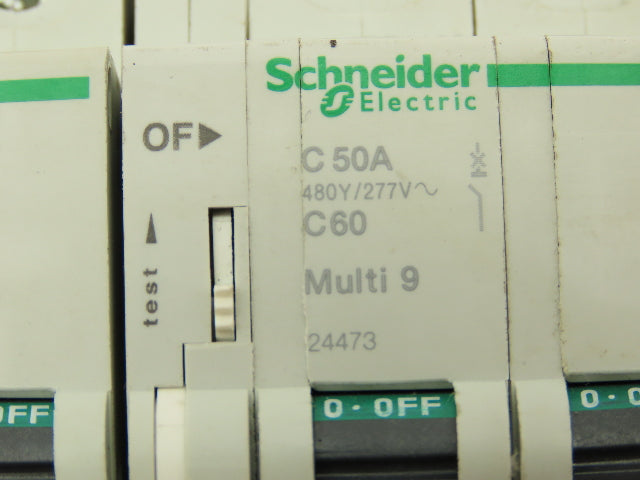 Schneider
Electric
OF
C 50A
480Y/277V~
C60
test
Multi 9
24473
OFF
O · OFF
O · O